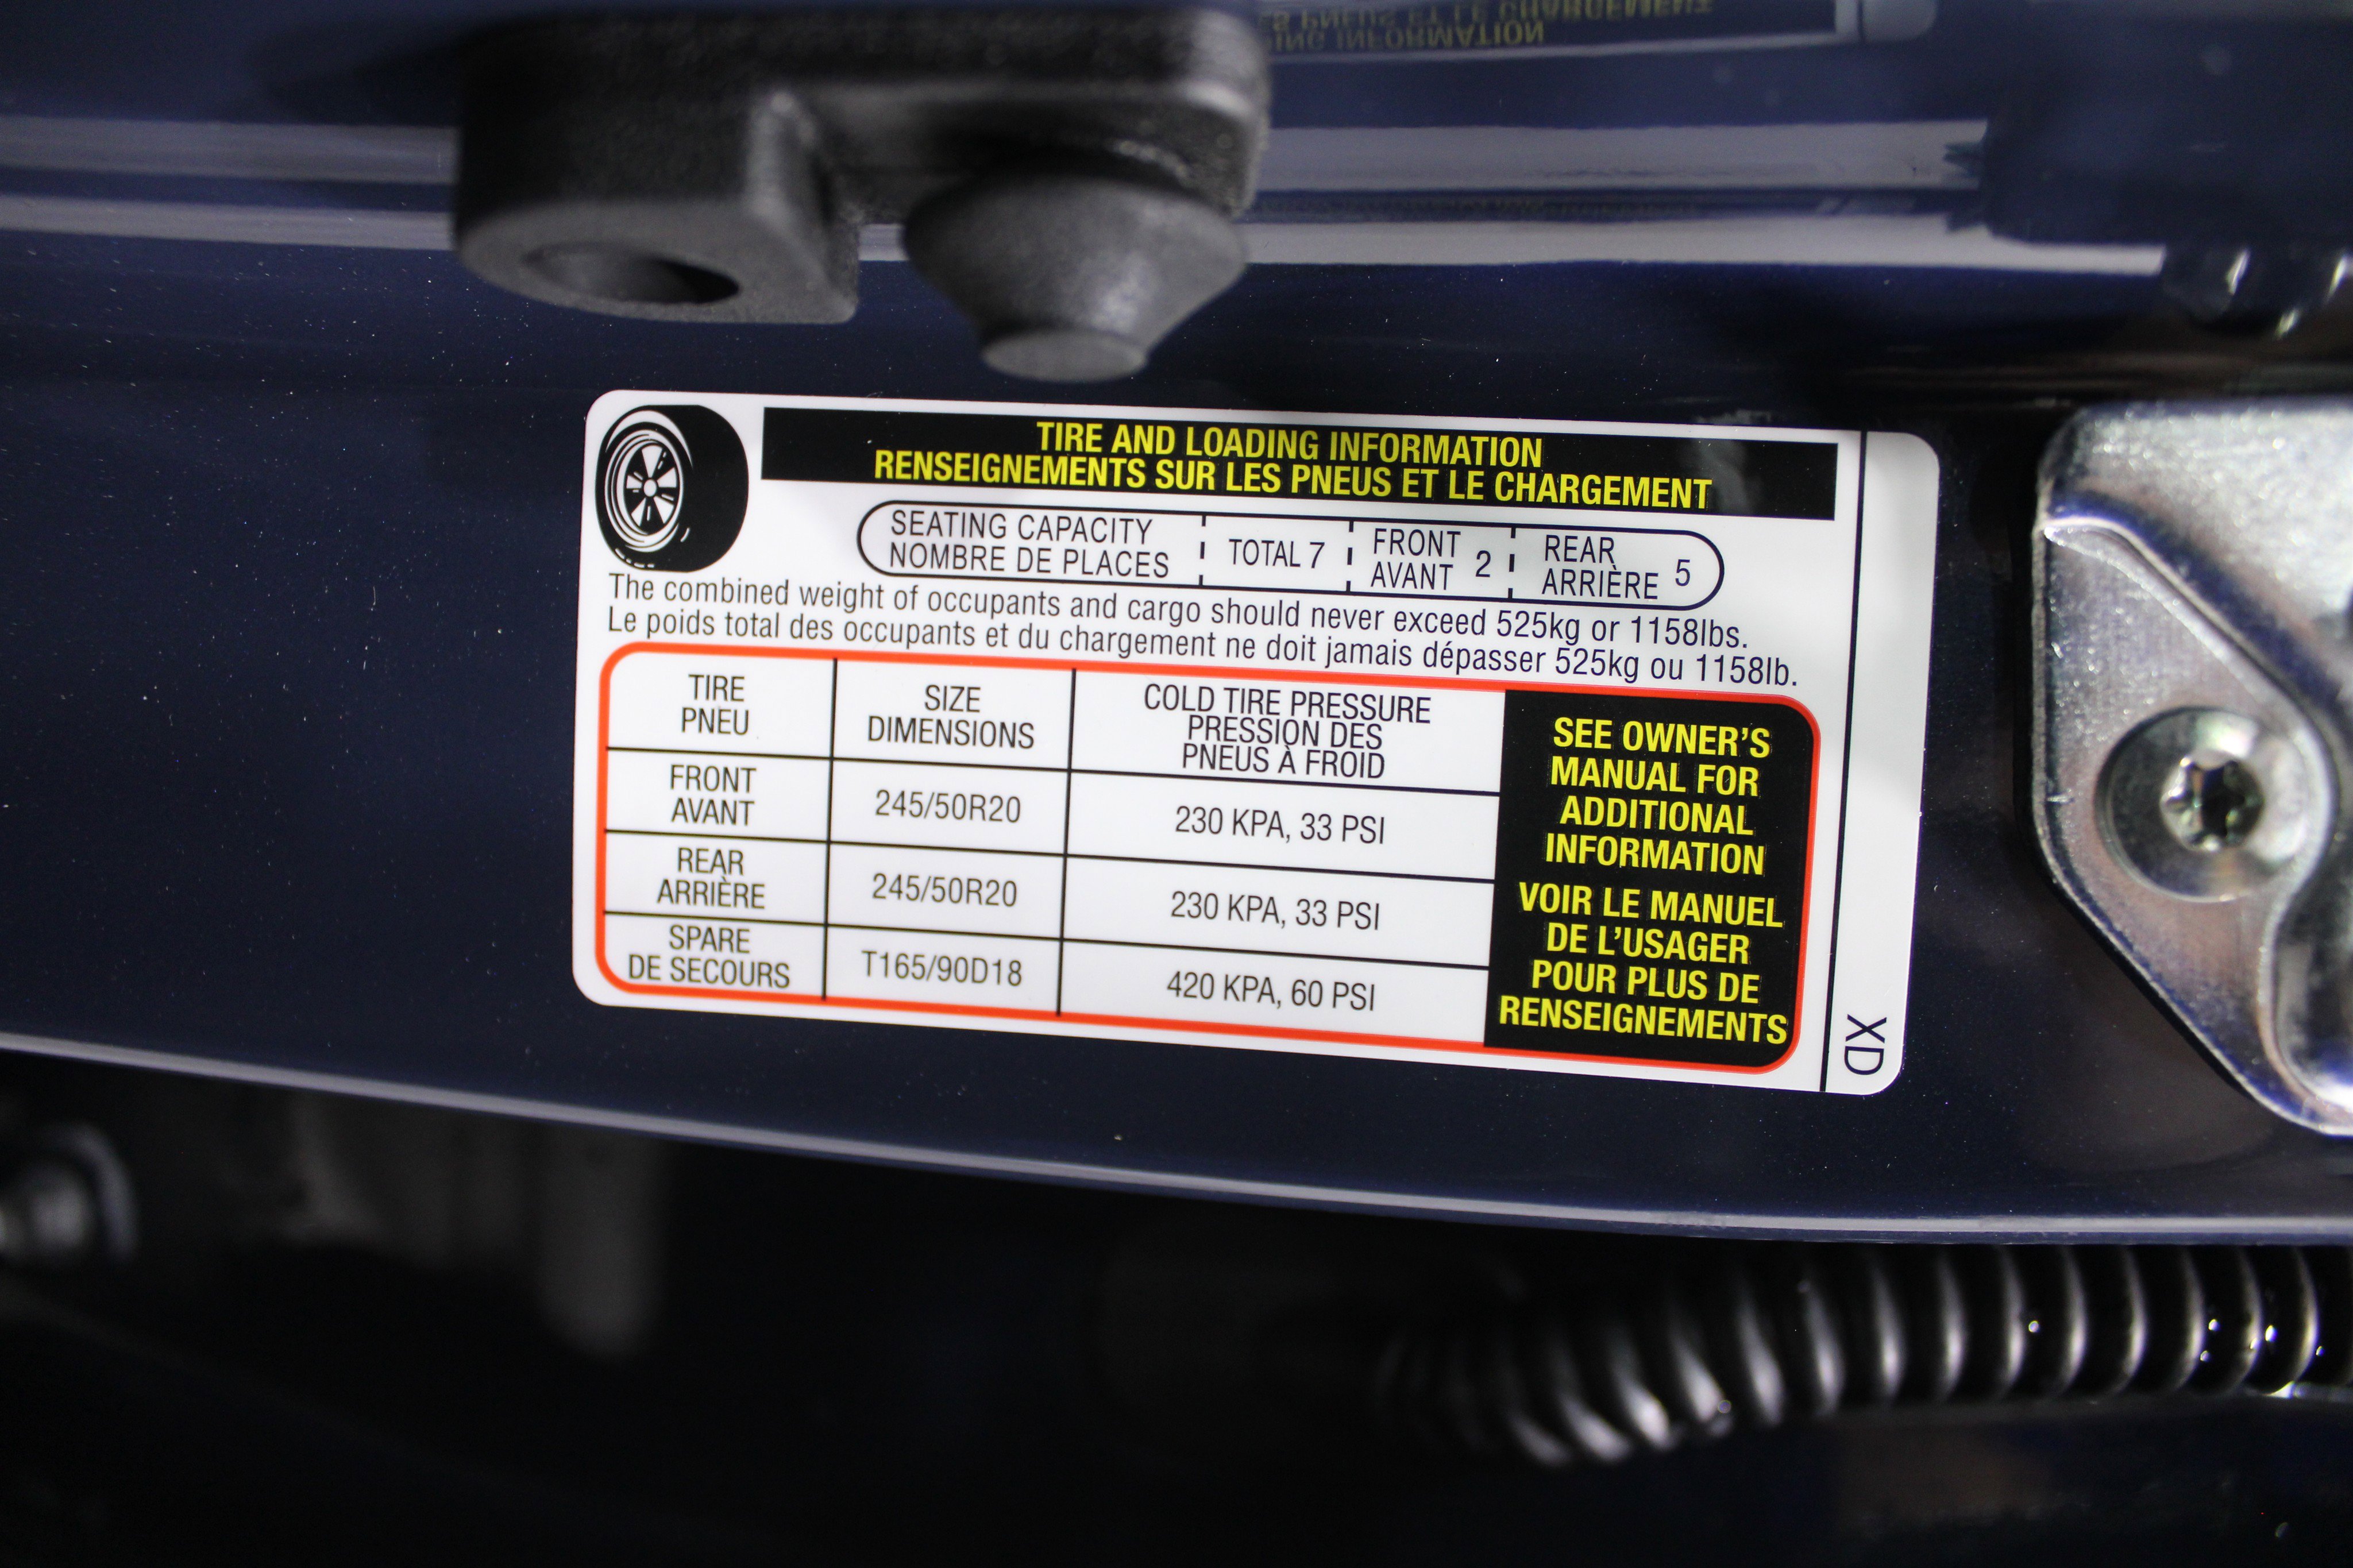 TIRE AND LOADING INFORMATION
RENSEIGNEMENTS SUR LES PNEUS ET LE CHARGEMENT
SEATING CAPACITY
NOMBRE DE PLACES
TOTAL 7
FRONT
AVANT
2
REAR
ARRIÈRE
5
The combined weight of occupants and cargo should never exceed 525kg or 1158lbs.
Le poids total des occupants et du chargement ne doit jamais dépasser 525kg ou 1158lb.
TIRE
PNEU
SIZE
DIMENSIONS
COLD TIRE PRESSURE
PRESSION DES
PNEUS À FROID
FRONT
AVANT
245/50R20
230 KPA, 33 PSI
REAR
ARRIÈRE
245/50R20
230 KPA, 33 PSI
SPARE
DE SECOURS
T165/90D18
420 KPA, 60 PSI
SEE OWNER'S
MANUAL FOR
ADDITIONAL
INFORMATION
VOIR LE MANUEL
DE L'USAGER
POUR PLUS DE
RENSEIGNEMENTS
XD